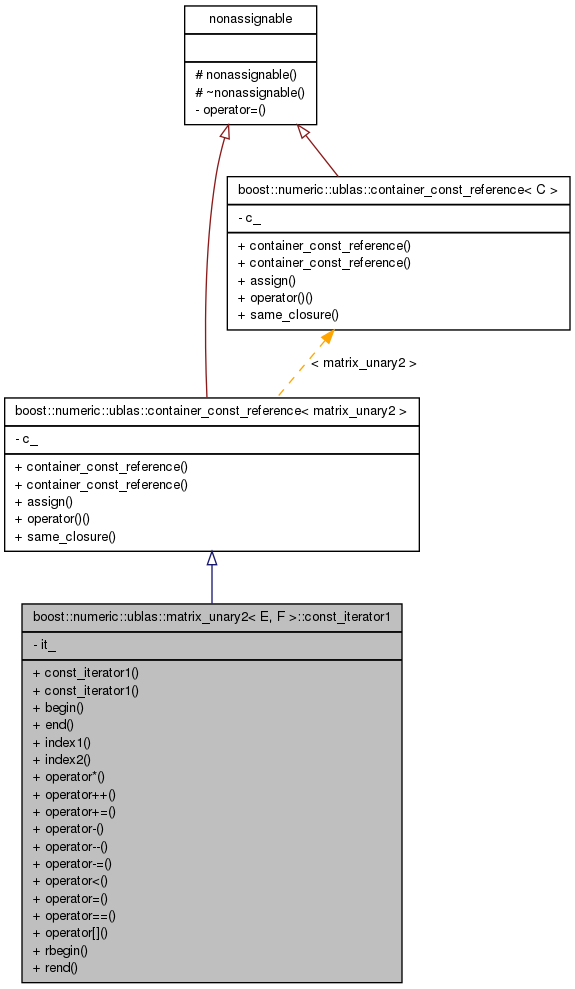 nonassignable
# nonassignable()
# ~nonassignable()
- operator=()
boost::numeric::ublas::container_const_reference< C >
- c_
+ container_const_reference()
+ container_const_reference()
+ assign()
+ operator()()
+ same_closure()
< matrix_unary2 >
boost::numeric::ublas::container_const_reference< matrix_unary2 >
- c_
+ container_const_reference()
+ container_const_reference()
+ assign()
+ operator()()
+ same_closure()
boost::numeric::ublas::matrix_unary2< E, F >::const_iterator1
- it_
+ const_iterator1()
+ const_iterator1()
+ begin()
+ end()
+ index1()
+ index2()
+ operator*()
+ operator++()
+ operator+=()
+ operator-()
+ operator--()
+ operator-=()
+ operator<()
+ operator=()
+ operator==()
+ operator[]()
+ rbegin()
+ rend()